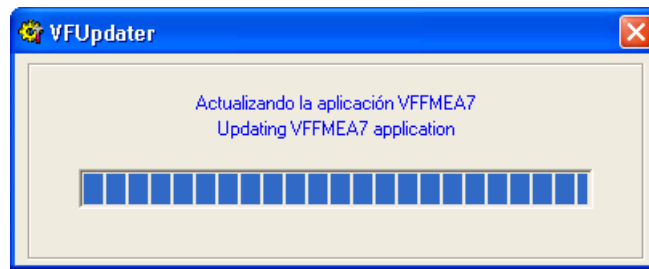 VFUpdater
Actualizando la aplicación VFFMEA7
Updating VFFMEA7 application